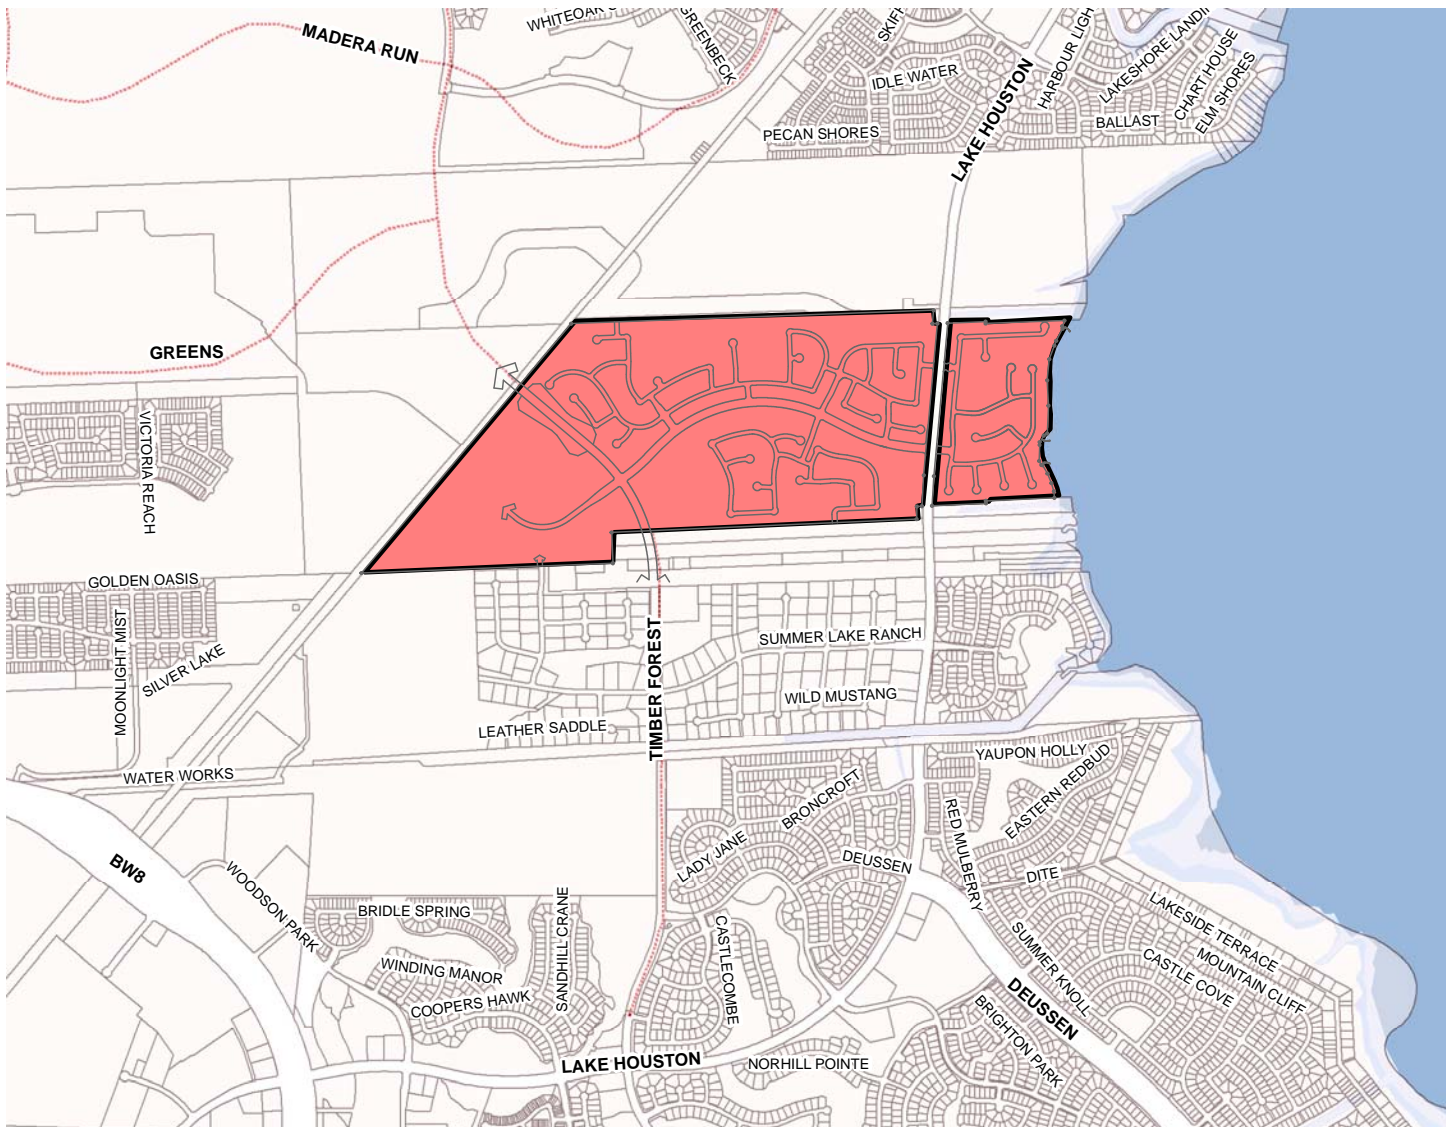 WHITEOAK
GREENBECK
SKIFF
HARBOUR LIGH
LAKESHORE LANDI
CHART HOUSE
ELM SHORES
MADERA RUN
IDLE WATER
LAKE HOUSTON
BALLAST
PECAN SHORES
GREENS
VICTORIA REACH
GOLDEN OASIS
MOONLIGHT MIST
SILVER LAKE
TIMBER FOREST
SUMMER LAKE RANCH
WILD MUSTANG
LEATHER SADDLE
WATER WORKS
YAUPON HOLLY
EASTERN REDBUD
BRONCROFT
RED MULBERRY
LADY JANE
DEUSSEN
DITE
BW8
WOODSON PARK
BRIDLE SPRING
SANDHILL CRANE
CASTLECOMBE
LAKESIDE TERRACE
MOUNTAIN CLIFF
CASTLE COVE
SUMMER KNOLL
WINDING MANOR
COOPERS HAWK
DEUSSEN
BRIGHTON PARK
LAKE HOUSTON
NORHILL POINTE